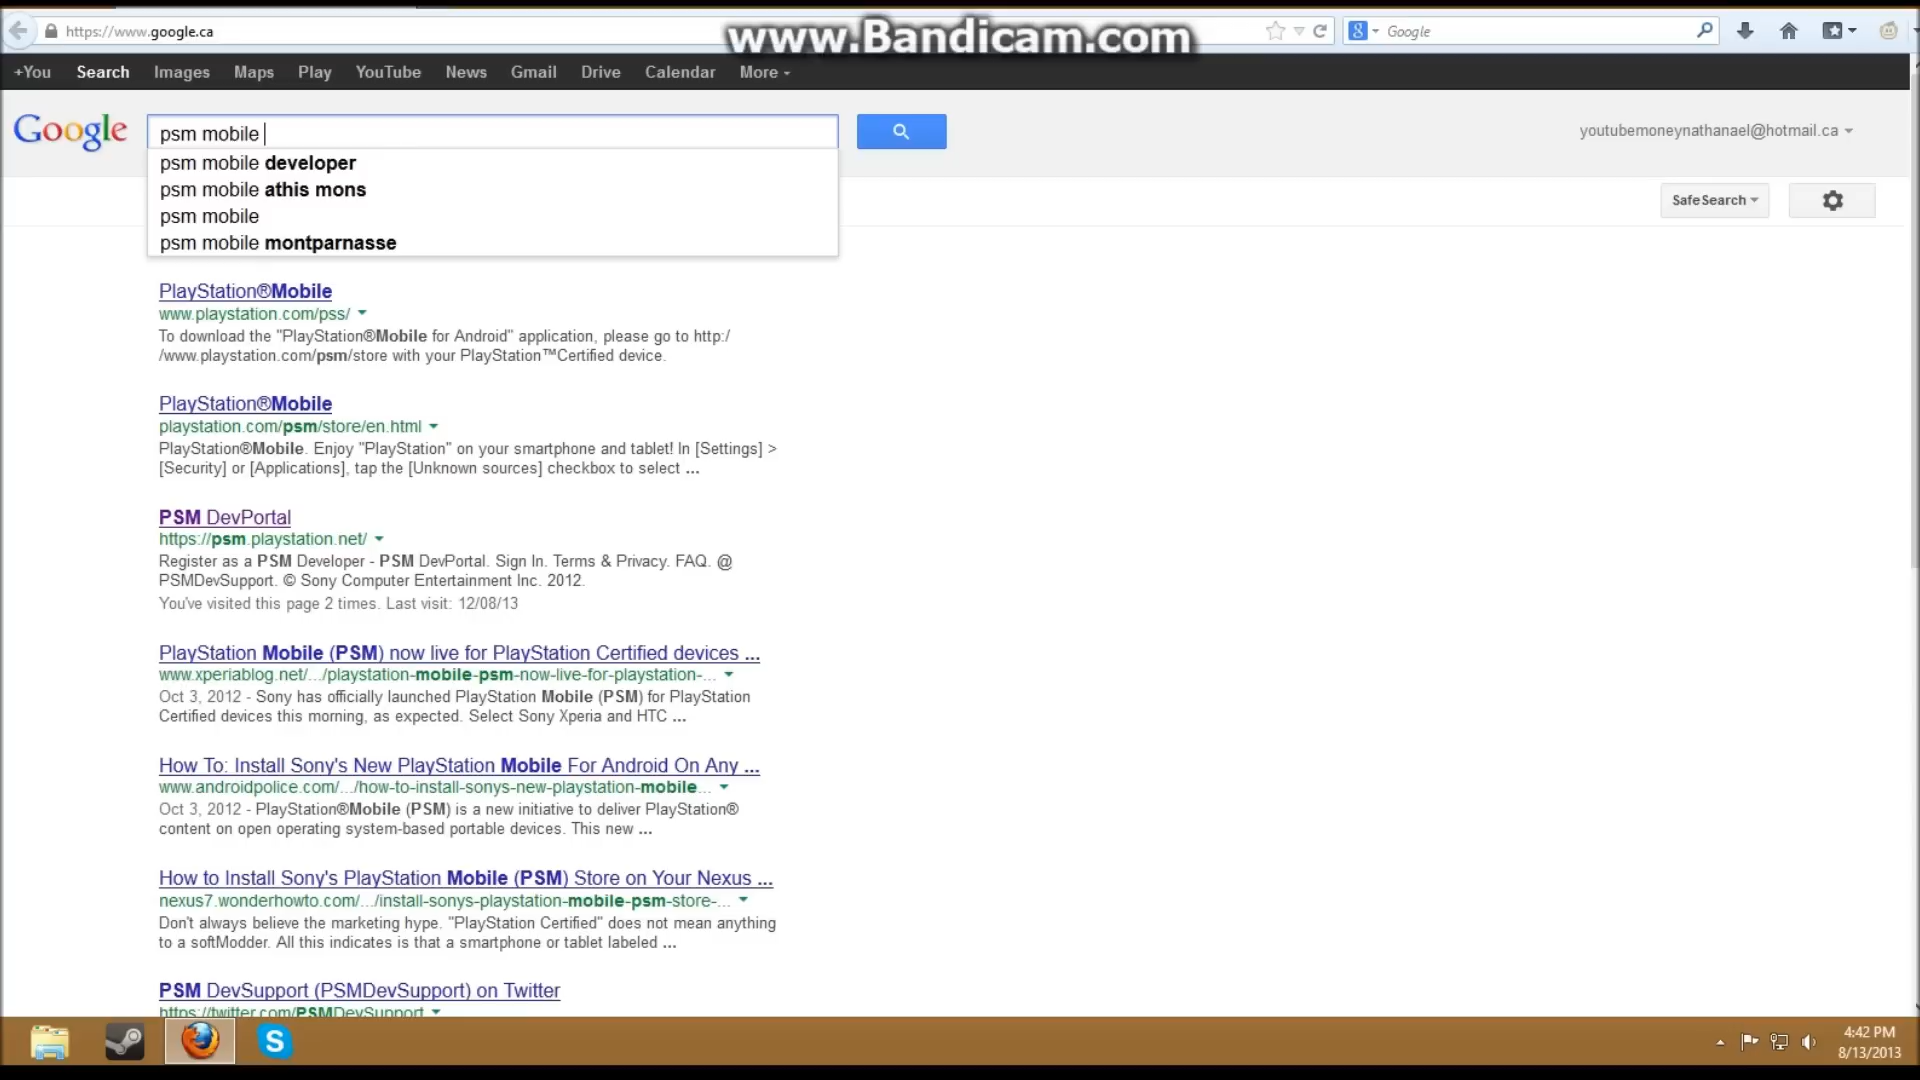 https://www.google.ca
www.Bandicam.com
Google
+You Search Images Maps Play YouTube News Gmail Drive Calendar More
Google
psm mobile
youtubemoneynathanael@hotmail.ca
psm mobile developer
psm mobile athis mons
psm mobile
psm mobile montparnasse
SafeSearch
PlayStation®Mobile
www.playstation.com/pss/
To download the "PlayStation®Mobile for Android" application, please go to http:/
/www.playstation.com/psm/store with your PlayStation™Certified device.
PlayStation®Mobile
playstation.com/psm/store/en.html
PlayStation®Mobile. Enjoy "PlayStation" on your smartphone and tablet! In [Settings] >
[Security] or [Applications], tap the [Unknown sources] checkbox to select ...
PSM DevPortal
https://psm.playstation.net/
Register as a PSM Developer - PSM DevPortal. Sign In. Terms & Privacy. FAQ. @
PSMDevSupport. © Sony Computer Entertainment Inc. 2012.
You've visited this page 2 times. Last visit: 12/08/13
PlayStation Mobile (PSM) now live for PlayStation Certified devices ...
www.xperiablog.net/.../playstation-mobile-psm-now-live-for-playstation-...
Oct 3, 2012 - Sony has officially launched PlayStation Mobile (PSM) for PlayStation
Certified devices this morning, as expected. Select Sony Xperia and HTC ...
How To: Install Sony's New PlayStation Mobile For Android On Any ...
www.androidpolice.com/.../how-to-install-sonys-new-playstation-mobile...
Oct 3, 2012 - PlayStation®Mobile (PSM) is a new initiative to deliver PlayStation®
content on open operating system-based portable devices. This new ...
How to Install Sony's PlayStation Mobile (PSM) Store on Your Nexus ...
nexus7.wonderhowto.com/.../install-sonys-playstation-mobile-psm-store-...
Don't always believe the marketing hype. "PlayStation Certified" does not mean anything
to a softModder. All this indicates is that a smartphone or tablet labeled ...
PSM DevSupport (PSMDevSupport) on Twitter
https://twitter.com/PSMDevSupport
4:42 PM
8/13/2013